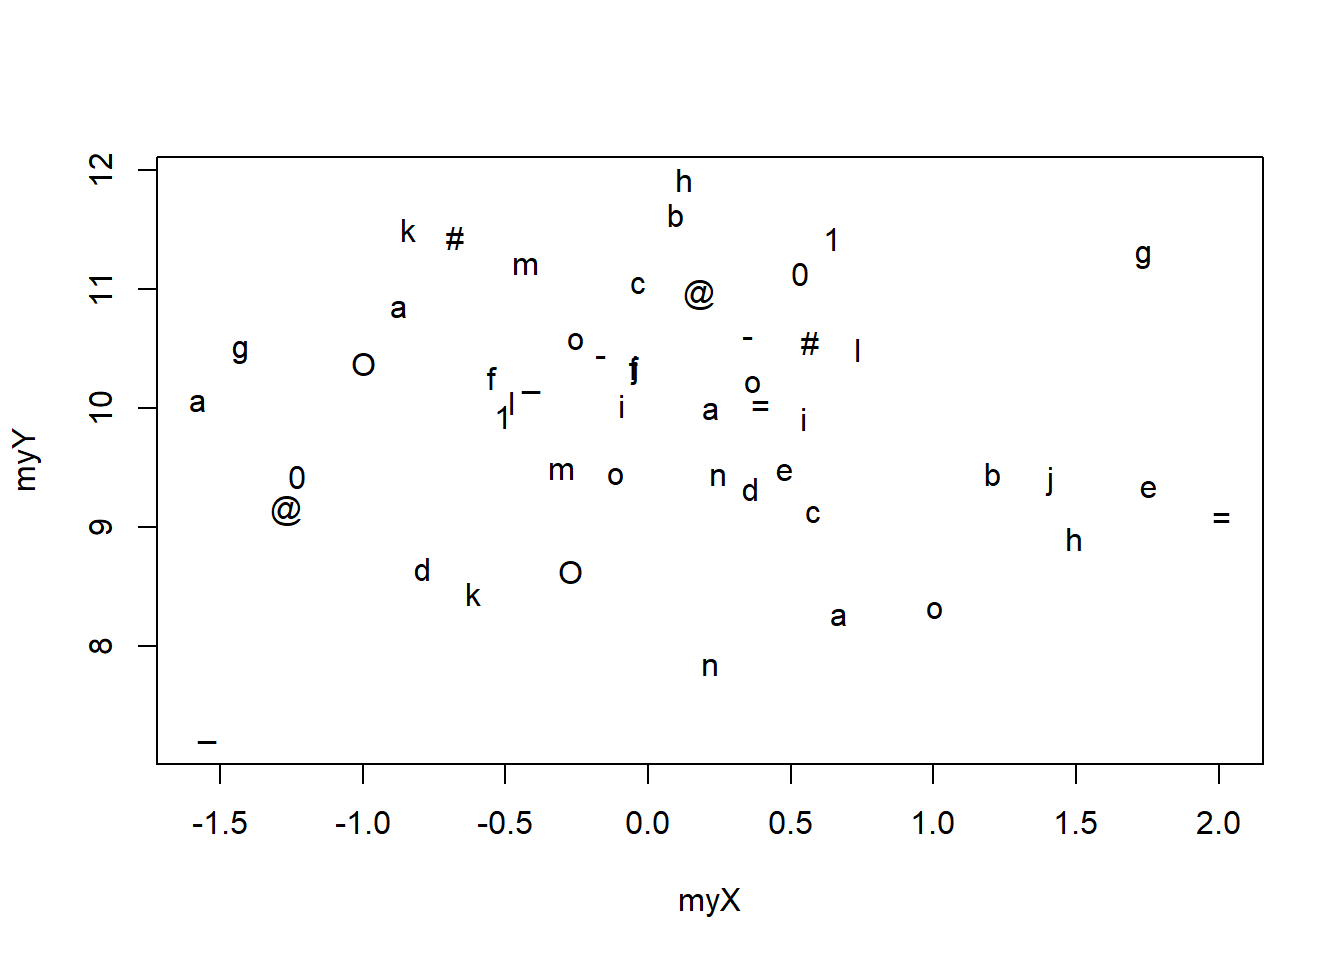 12
h
b
k # 1
m 0 g
11
c @
a
o - - # l
g O f j
f _ o
a l i a = i
10
1
m o n e b j e
0 d
@ c =
9
h
d O
k
a o
8
n
_
myY
-1.5 -1.0 -0.5 0.0 0.5 1.0 1.5 2.0
myX